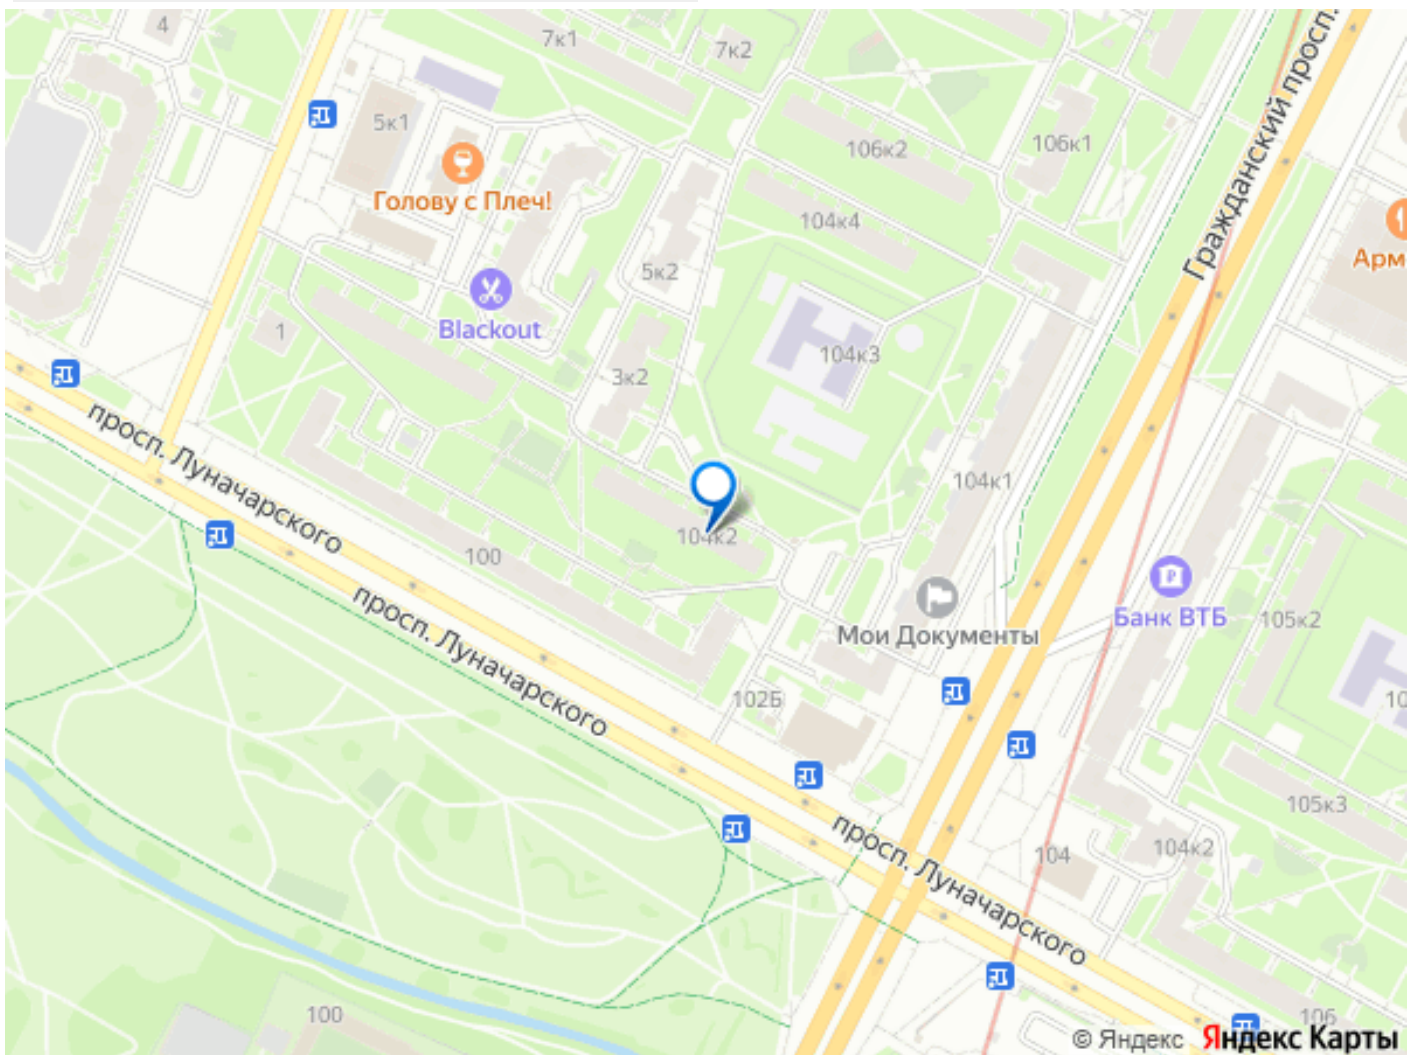 4
7к1
7к2
5к1
106к2
106к1
Гражданский просп.
Голову с Плеч!
104к4
Арм
5к2
Blackout
1
104к3
3к2
просп. Луначарского
104к1
104к2
100
просп. Луначарского
Банк ВТБ
105к2
Мои Документы
102Б
10
105к3
просп. Луначарского
104
104к2
100
106
© Яндекс Яндекс Карты